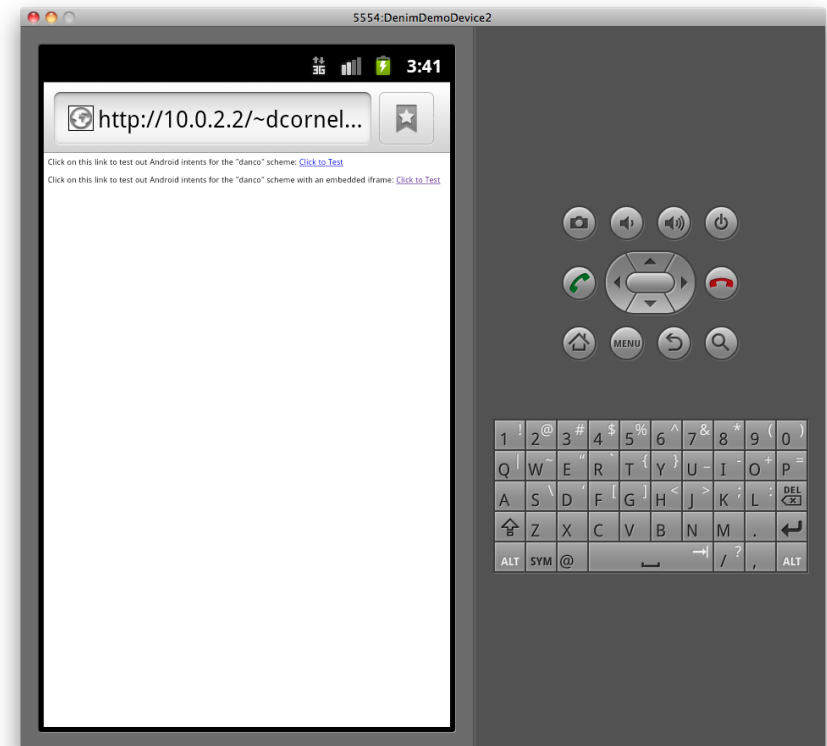 5554:DenimDemoDevice2
3G 3:41
http://10.0.2.2/~dcornel...
Click on this link to test out Android intents for the "danco" scheme: Click to Test
Click on this link to test out Android intents for the "danco" scheme with an embedded iframe: Click to Test
MENU
1 ! 2 @ 3 # 4 $ 5 % 6 ^ 7 & 8 * 9 ( 0 )
Q | W ~ E " R ` T { Y } U _ I - O + P =
A S \ D ' F [ G ] H < J > K ; L : DEL
Z X C V B N M .
ALT SYM @ / ? , ALT